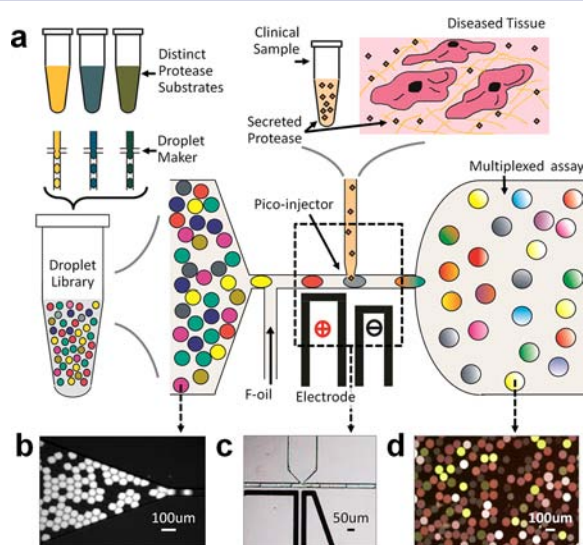 a
Distinct
Protease
Substrates
Clinical
Sample
Diseased Tissue
Secreted
Protease
Droplet
Maker
Multiplexed assay
Pico-injector
Droplet
Library
F-oil
Electrode
b
100um
c
50um
d
100um